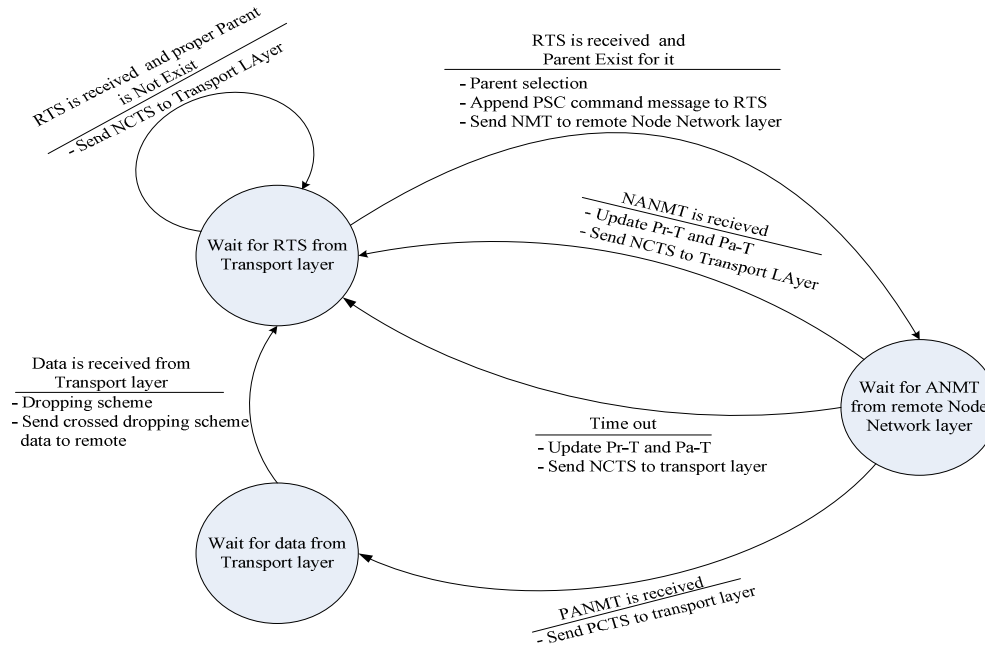 RTS is received and proper Parent
is Not Exist
- Send NCTS to Transport LAyer
RTS is received and
Parent Exist for it
- Parent selection
- Append PSC command message to RTS
- Send NMT to remote Node Network layer
NANMT is recieved
- Update Pr-T and Pa-T
- Send NCTS to Transport LAyer
Wait for RTS from
Transport layer
Data is received from
Transport layer
- Dropping scheme
- Send crossed dropping scheme
data to remote
Wait for ANMT
from remote Node
Network layer
Time out
- Update Pr-T and Pa-T
- Send NCTS to transport layer
Wait for data from
Transport layer
PANMT is received
- Send PCTS to transport layer